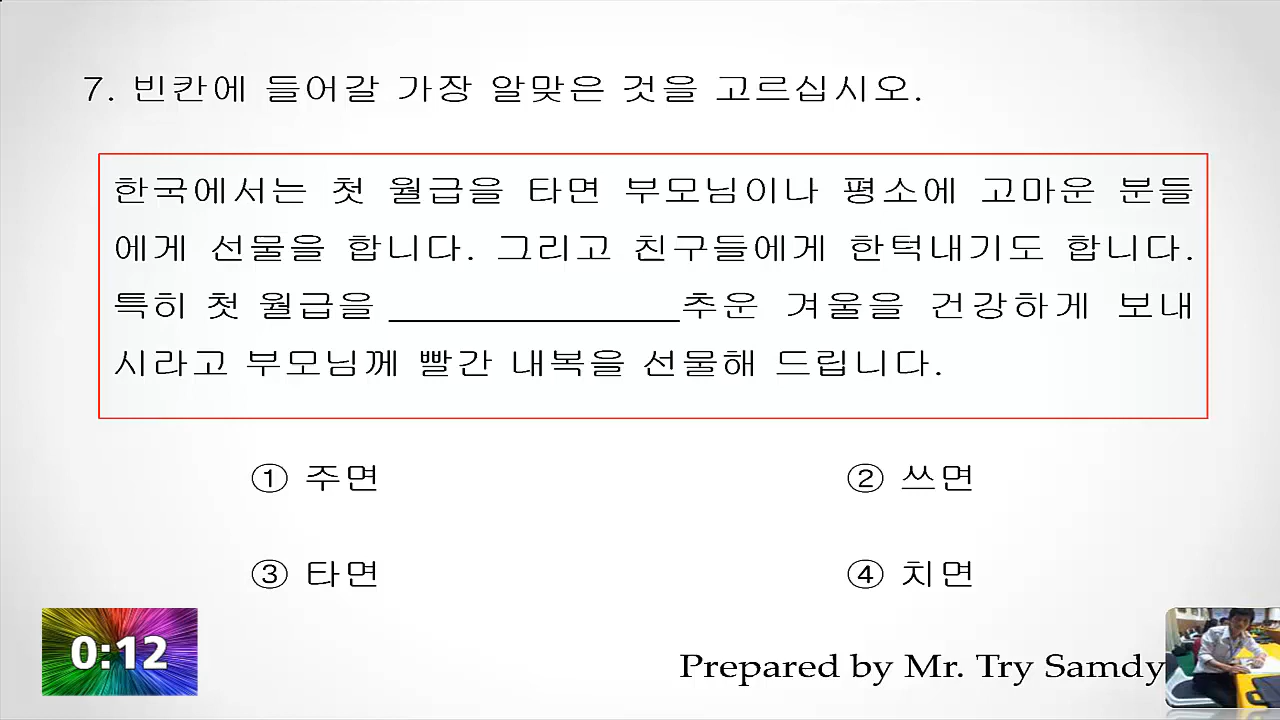 7. 빈칸에 들어갈 가장 알맞은 것을 고르십시오.
한국에서는 첫 월급을 타면 부모님이나 평소에 고마운 분들
에게 선물을 합니다. 그리고 친구들에게 한턱내기도 합니다.
특히 첫 월급을 ______________추운 겨울을 건강하게 보내
시라고 부모님께 빨간 내복을 선물해 드립니다.
① 주면
② 쓰면
③ 타면
④ 치면
0:12
Prepared by Mr. Try Samdy